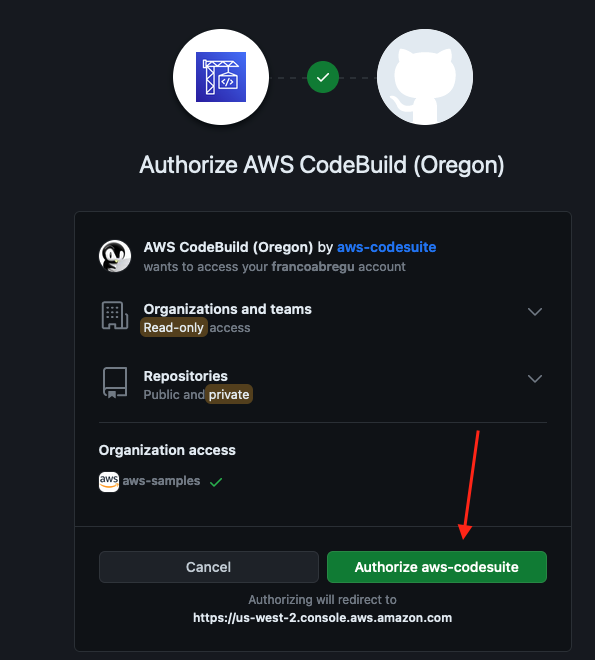 Authorize AWS CodeBuild (Oregon)
AWS CodeBuild (Oregon) by aws-codesuite
wants to access your francoabregu account
Organizations and teams
Read-only access
Repositories
Public and private
Organization access
aws aws-samples
Cancel
Authorize aws-codesuite
Authorizing will redirect to
https://us-west-2.console.aws.amazon.com